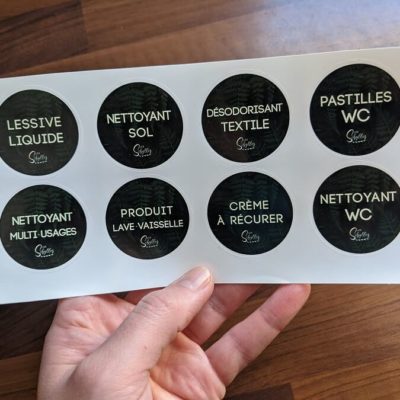 LESSIVE
LIQUIDE
NETTOYANT
SOL
DÉSODORISANT
TEXTILE
PASTILLES
WC
NETTOYANT
MULTI-USAGES
PRODUIT
LAVE-VAISSELLE
CRÈME
À RÉCURER
NETTOYANT
WC